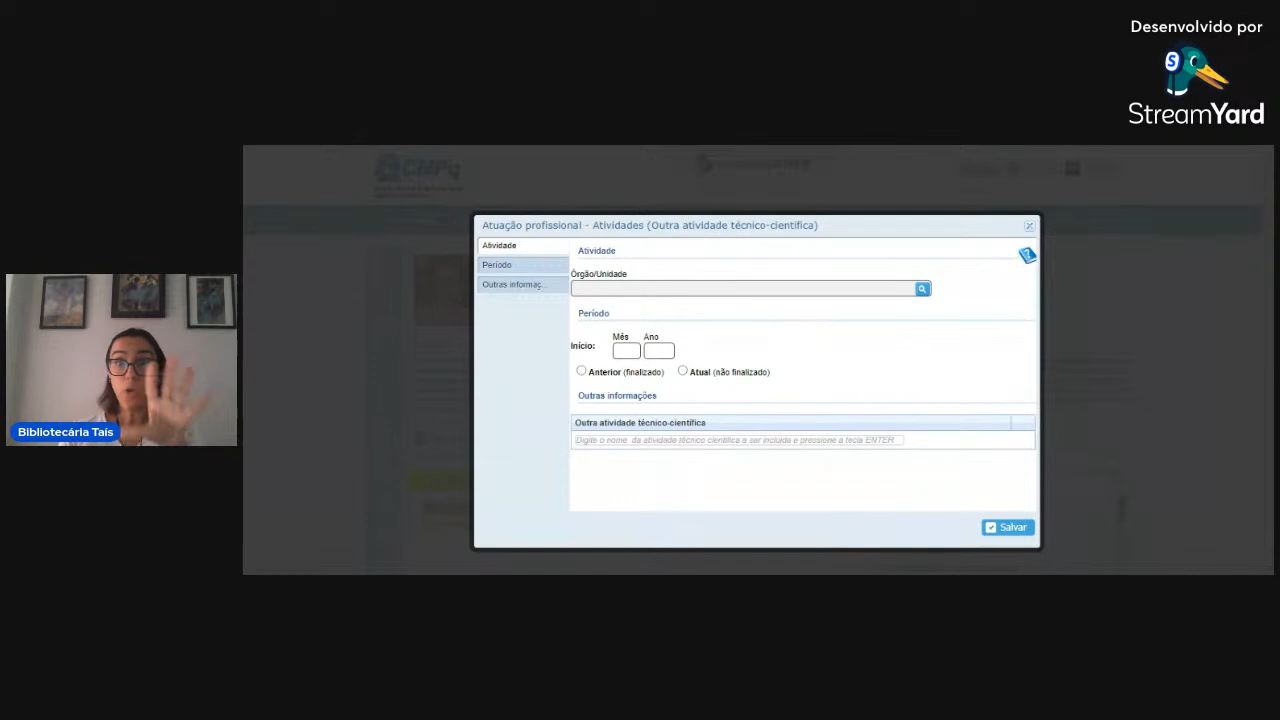 Desenvolvido por
StreamYard
CNPq
Atuação profissional - Atividades (Outra atividade técnico-científica)
Atividade
Período
Outras informaç...
Atividade
Órgão/Unidade
Período
Mês Ano
Início:
Anterior (finalizado) Atual (não finalizado)
Outras informações
Outra atividade técnico-científica
Digite o nome da atividade técnico científica a ser incluída e pressione a tecla ENTER
Salvar
Bibliotecária Taís